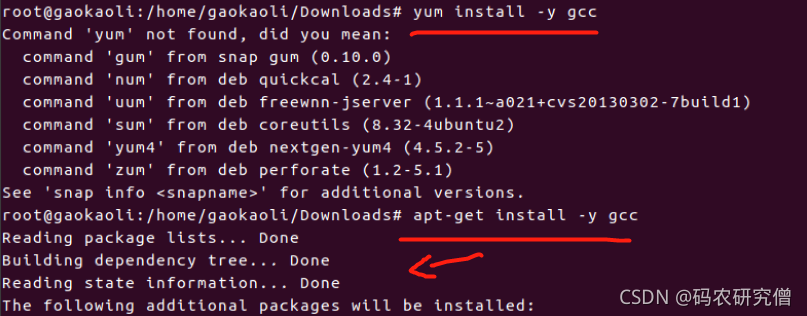 root@gaokaoli:/home/gaokaoli/Downloads# yum install -y gcc
Command 'yum' not found, did you mean:
  command 'gum' from snap gum (0.10.0)
  command 'num' from deb quickcal (2.4-1)
  command 'uum' from deb freewnn-jserver (1.1.1~a021+cvs20130302-7build1)
  command 'sum' from deb coreutils (8.32-4ubuntu2)
  command 'yum4' from deb nextgen-yum4 (4.5.2-5)
  command 'zum' from deb perforate (1.2-5.1)
See 'snap info <snapname>' for additional versions.
root@gaokaoli:/home/gaokaoli/Downloads# apt-get install -y gcc
Reading package lists... Done
Building dependency tree... Done
Reading state information... Done
The following additional packages will be installed:
CSDN @码农研究僧